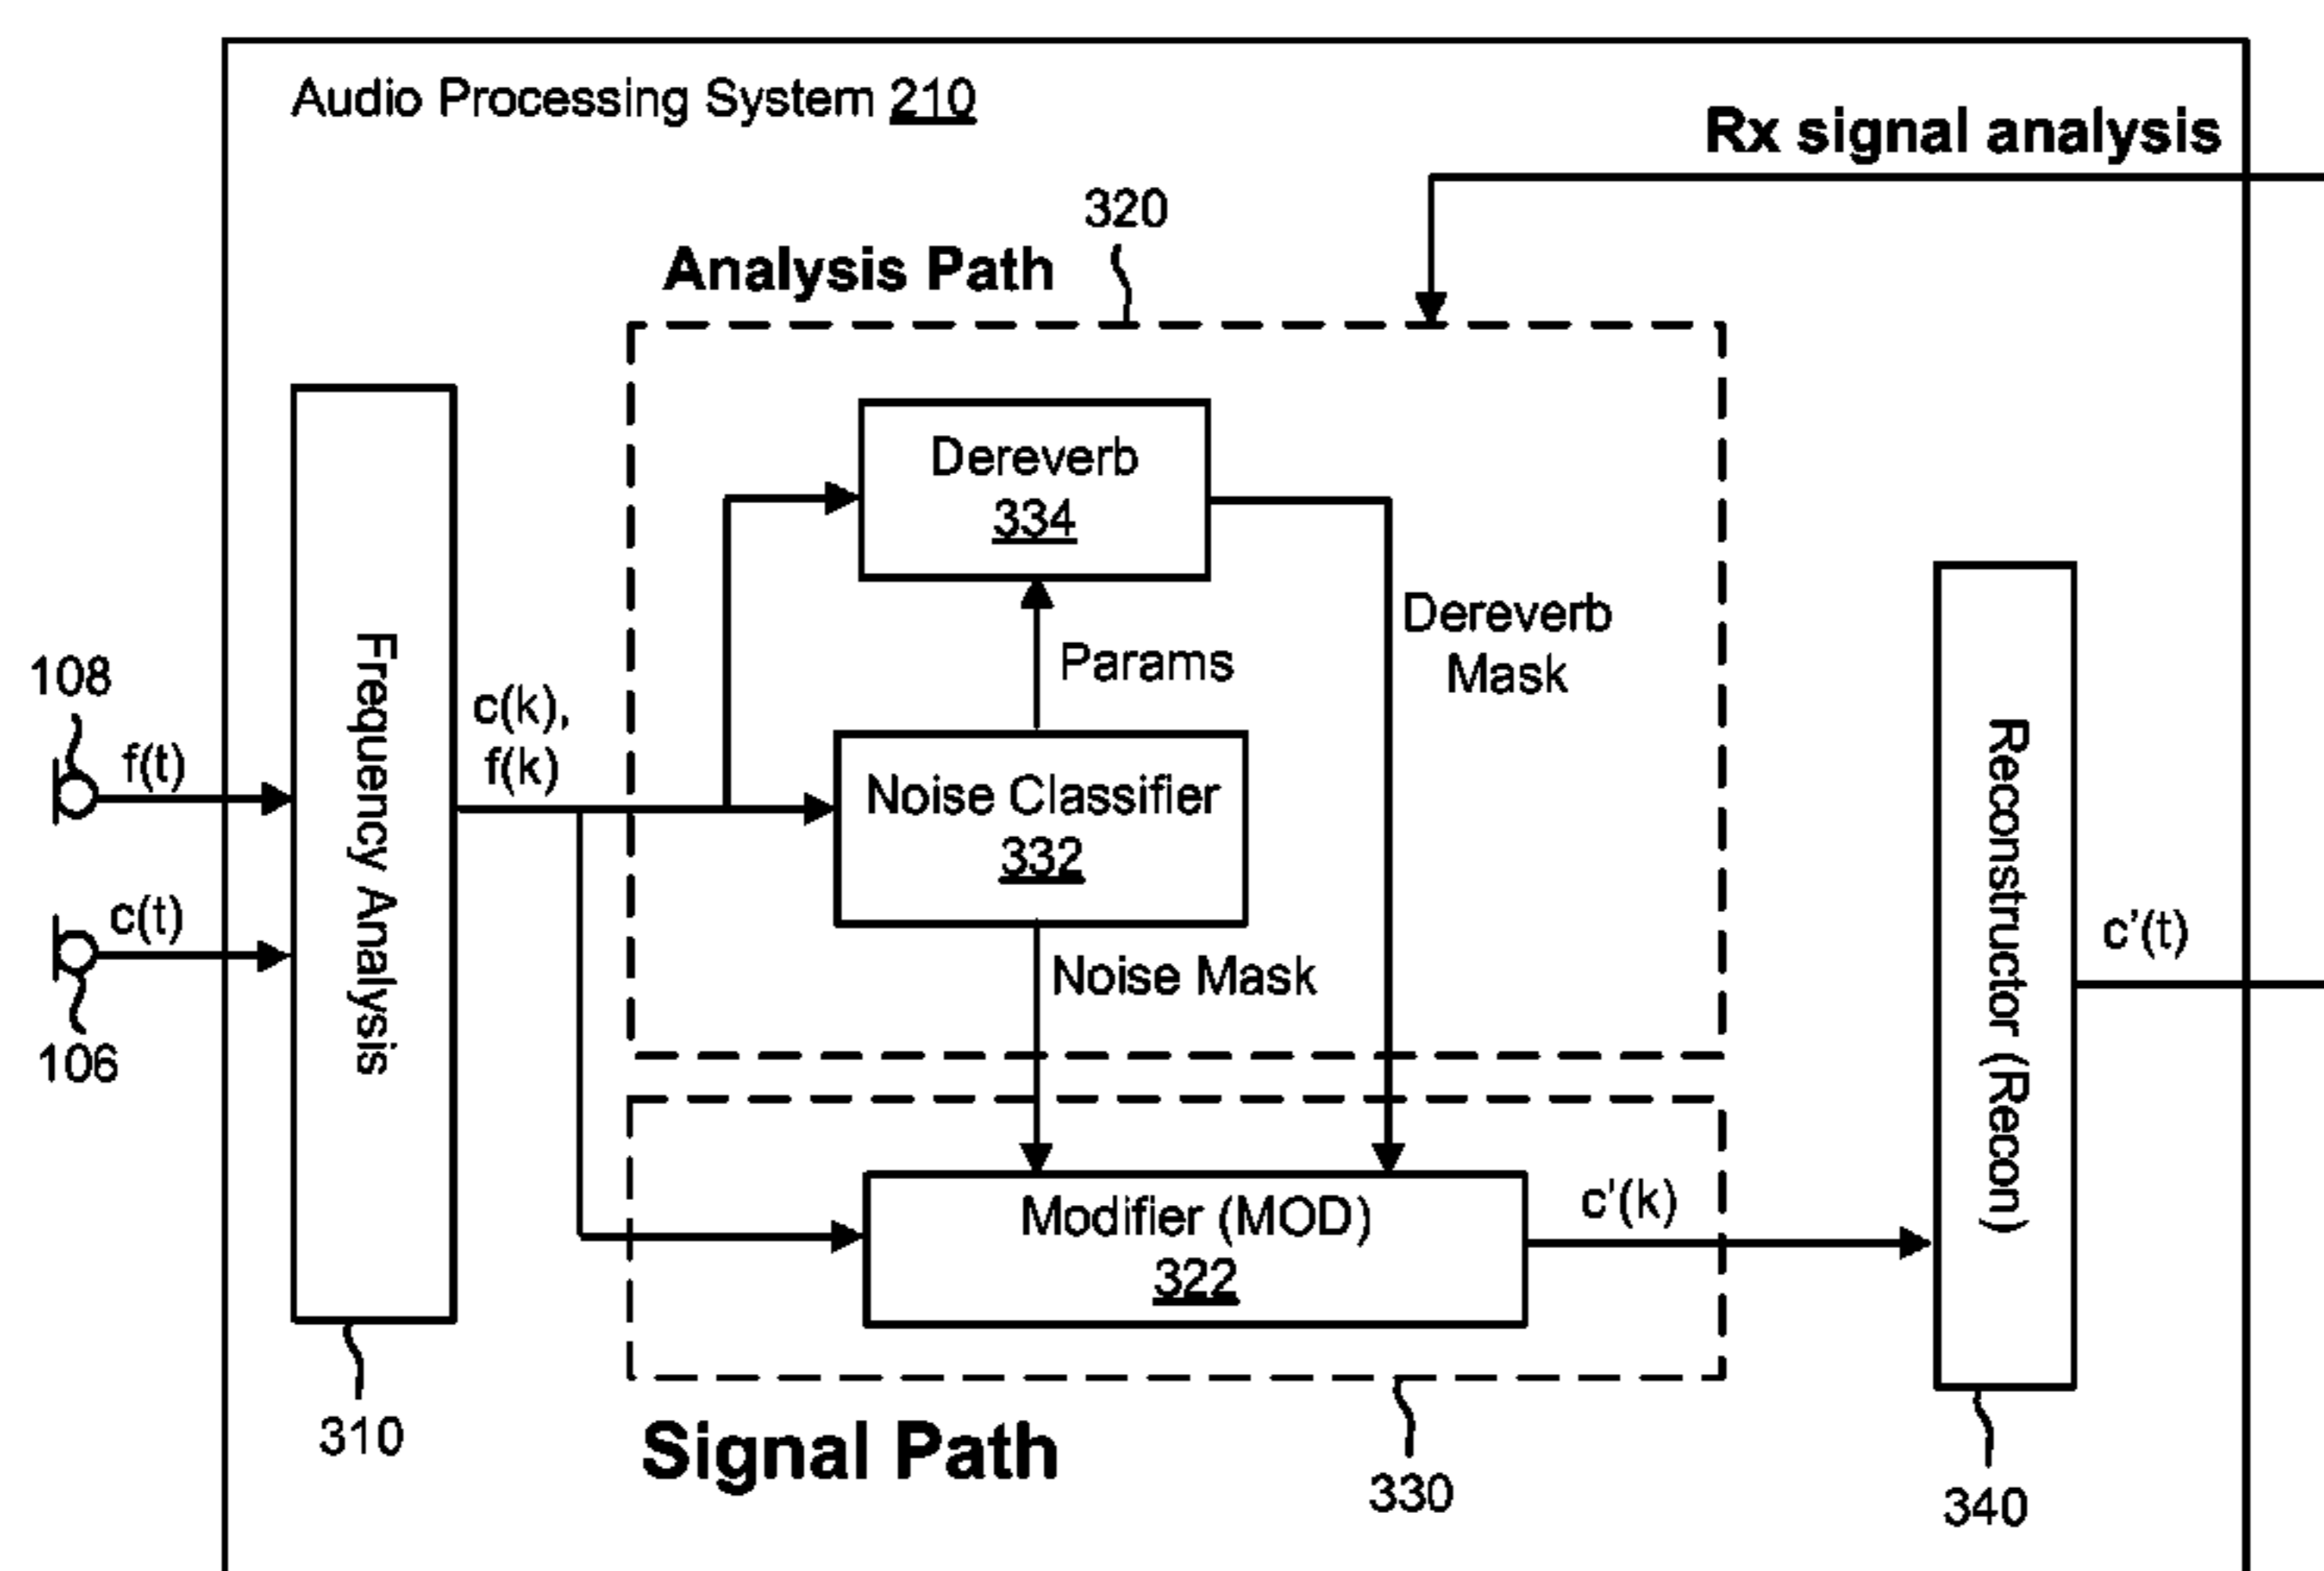 Audio Processing System 210
Rx signal analysis
320
Analysis Path
Dereverb
334
Dereverb
Mask
Params
108
f(t)
c(k),
f(k)
Frequency Analysis
Noise Classifier
332
Reconstructor (Recon)
c(t)
c'(t)
Noise Mask
106
Modifier (MOD)
322
c'(k)
310
Signal Path
330
340